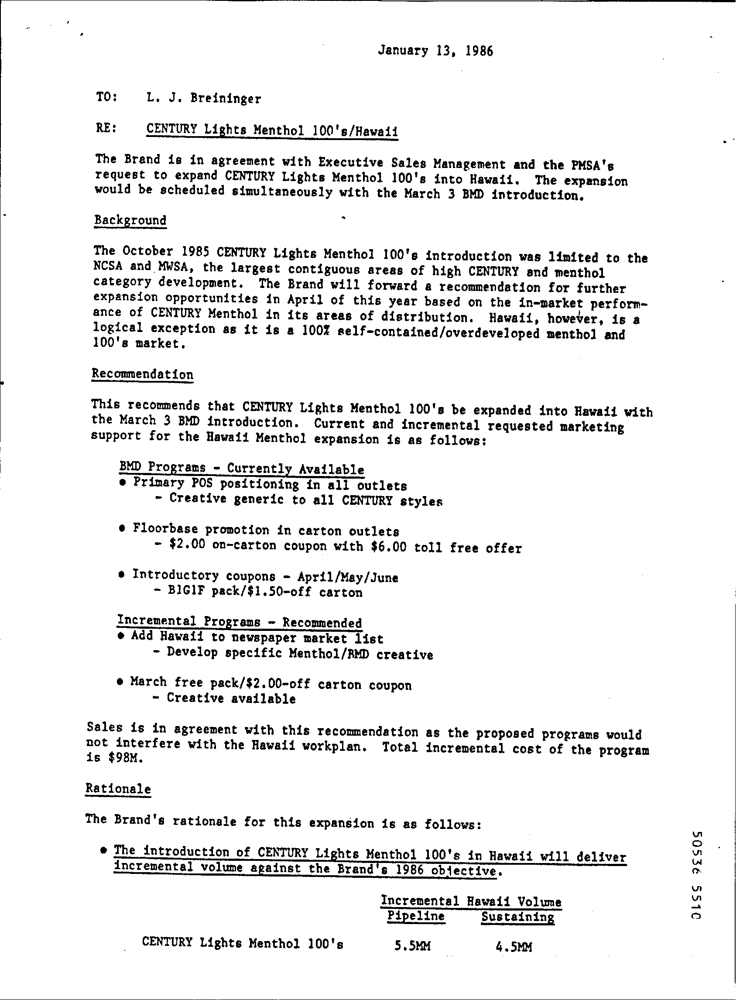 January 13, 1986
TO: L. J. Breininger
RE: CENTURY Lights Menthol 100's/Hawaii
The Brand is in agreement with Executive Sales Management and the PMSA's
request to expand CENTURY Lights Menthol 100's into Hawaii. The expansion
would be scheduled simultaneously with the March 3 BMD introduction.
Background
The October 1985 CENTURY Lights Menthol 100's introduction was limited to the
NCSA and MWSA, the largest contiguous areas of high CENTURY and menthol
category development. The Brand will forward a recommendation for further
expansion opportunities in April of this year based on the in-market perform-
ance of CENTURY Menthol in its areas of distribution. Hawaii, however, is a
logical exception as it is a 100% self-contained/overdeveloped menthol and
100's market.
Recommendation
This recommends that CENTURY Lights Menthol 100's be expanded into Hawaii with
the March 3 BMD introduction. Current and incremental requested marketing
support for the Hawaii Menthol expansion is as follows:
BMD Programs - Currently Available
• Primary POS positioning in all outlets
- Creative generic to all CENTURY styles
• Floorbase promotion in carton outlets
- $2.00 on-carton coupon with $6.00 toll free offer
• Introductory coupons - April/May/June
- B1G1F pack/$1.50-off carton
Incremental Programs - Recommended
• Add Hawaii to newspaper market list
- Develop specific Menthol/BMD creative
• March free pack/$2.00-off carton coupon
- Creative available
Sales is in agreement with this recommendation as the proposed programs would
not interfere with the Hawaii workplan. Total incremental cost of the program
is $98M.
Rationale
The Brand's rationale for this expansion is as follows:
• The introduction of CENTURY Lights Menthol 100's in Hawaii will deliver
incremental volume against the Brand's 1986 objective.
Incremental Hawaii Volume
Pipeline Sustaining
CENTURY Lights Menthol 100's 5.5MM 4.5MM
50536 5510